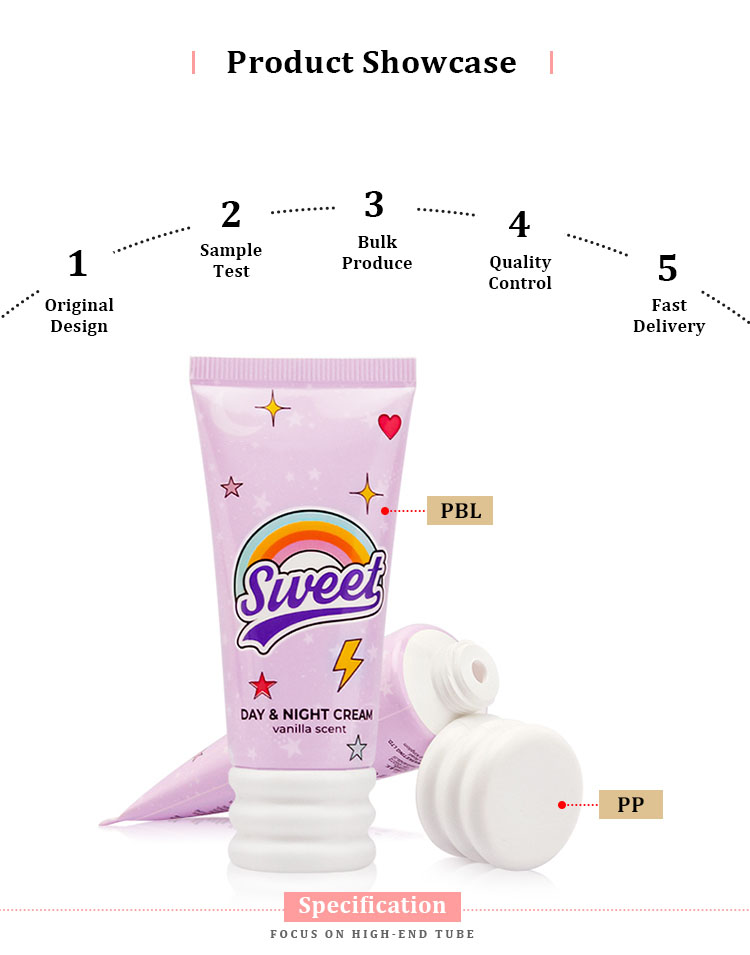 Product Showcase
1
Original
Design
2
Sample
Test
3
Bulk
Produce
4
Quality
Control
5
Fast
Delivery
PBL
Sweet
DAY & NIGHT CREAM
vanilla scent
PP
Specification
FOCUS ON HIGH-END TUBE